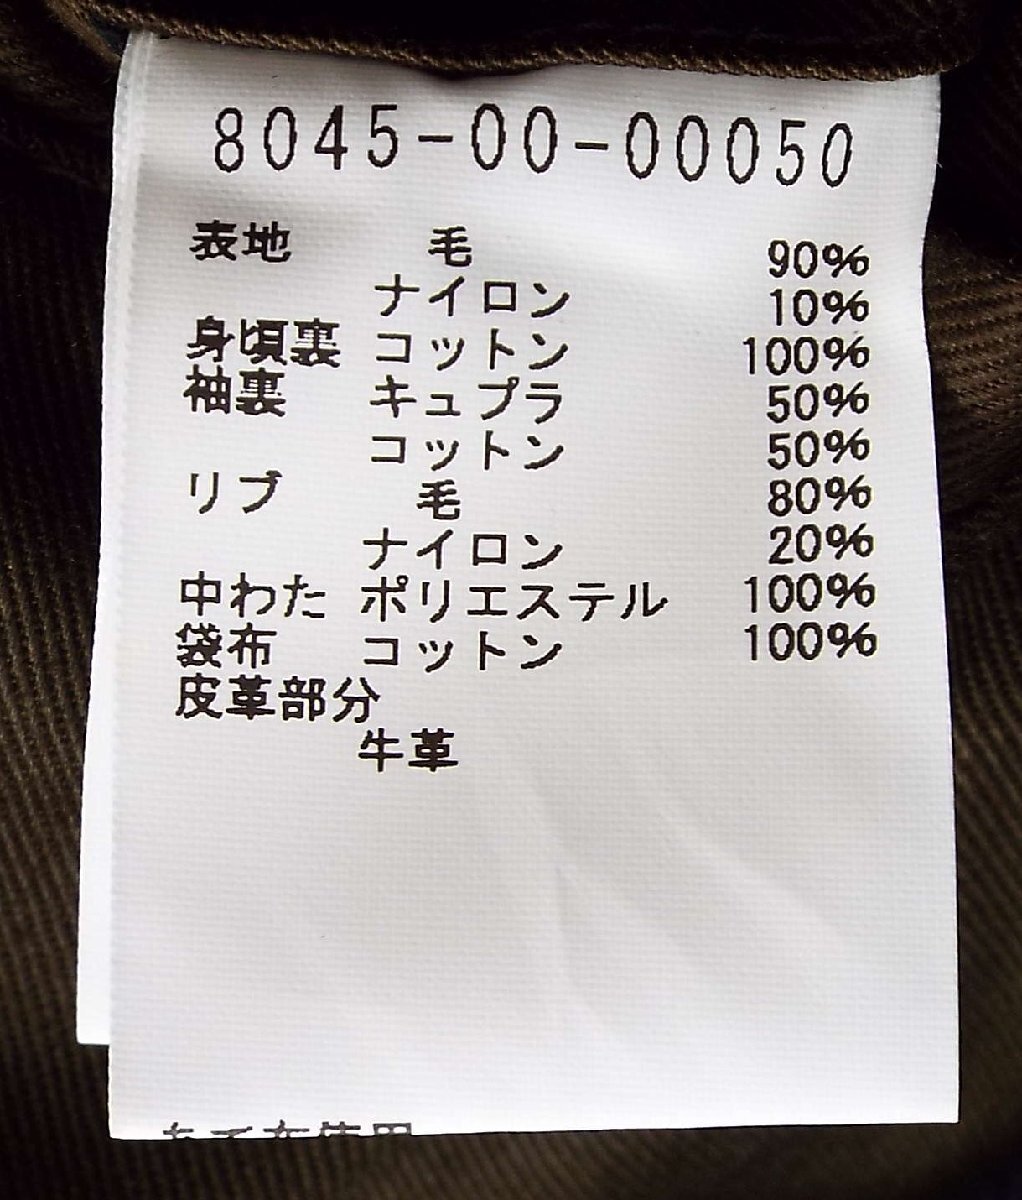 8045-00-00050
表地 毛 90%
ナイロン 10%
身頃裏 コットン 100%
袖裏 キュプラ 50%
コットン 50%
リブ 毛 80%
ナイロン 20%
中わた ポリエステル 100%
袋布 コットン 100%
皮革部分
牛革